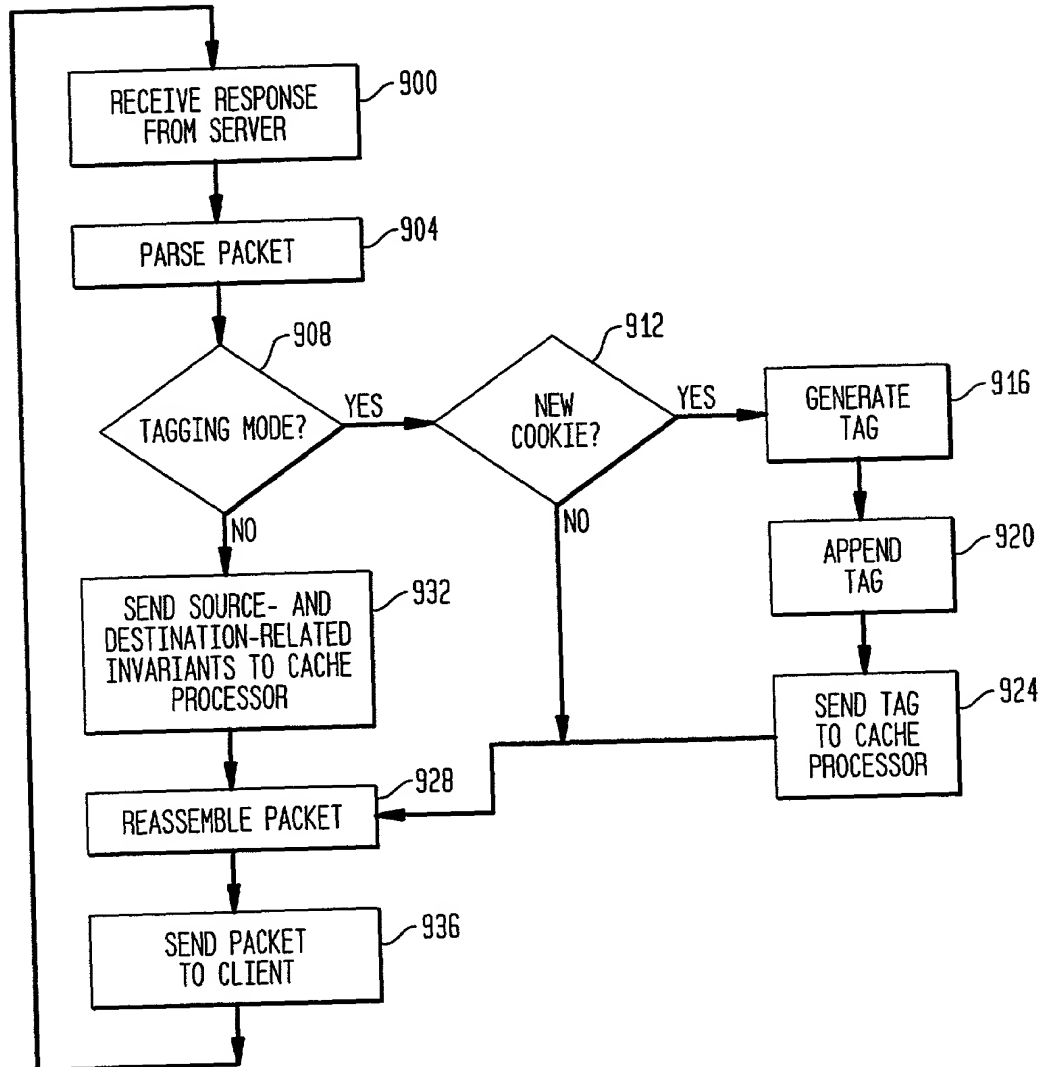 RECEIVE RESPONSE
FROM SERVER
900
PARSE PACKET
904
TAGGING MODE?
908
YES
NO
NEW
COOKIE?
912
YES
NO
GENERATE
TAG
916
APPEND
TAG
920
SEND TAG
TO CACHE
PROCESSOR
924
SEND SOURCE- AND
DESTINATION-RELATED
INVARIANTS TO CACHE
PROCESSOR
932
REASSEMBLE PACKET
928
SEND PACKET
TO CLIENT
936